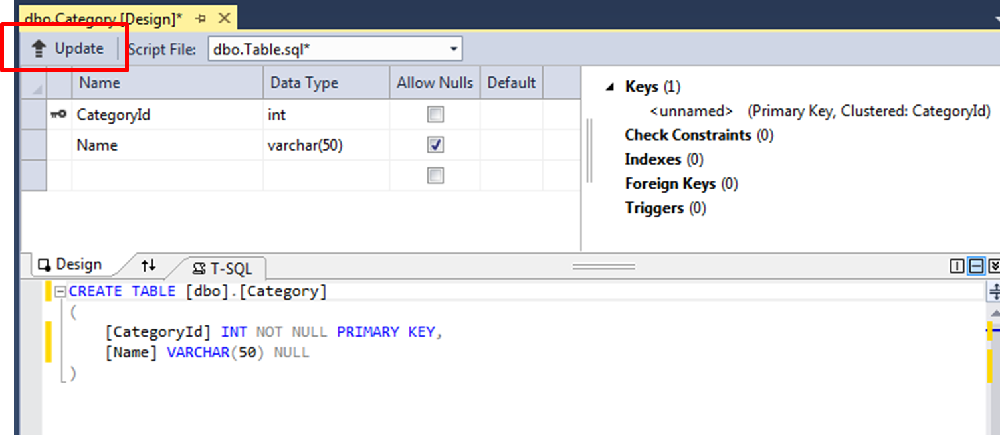 dbo.Category [Design]*
Update Script File: dbo.Table.sql*
Name Data Type Allow Nulls Default
CategoryId int
Name varchar(50)
Keys (1)
<unnamed> (Primary Key, Clustered: CategoryId)
Check Constraints (0)
Indexes (0)
Foreign Keys (0)
Triggers (0)
Design T-SQL
CREATE TABLE [dbo].[Category]
(
[CategoryId] INT NOT NULL PRIMARY KEY,
[Name] VARCHAR(50) NULL
)